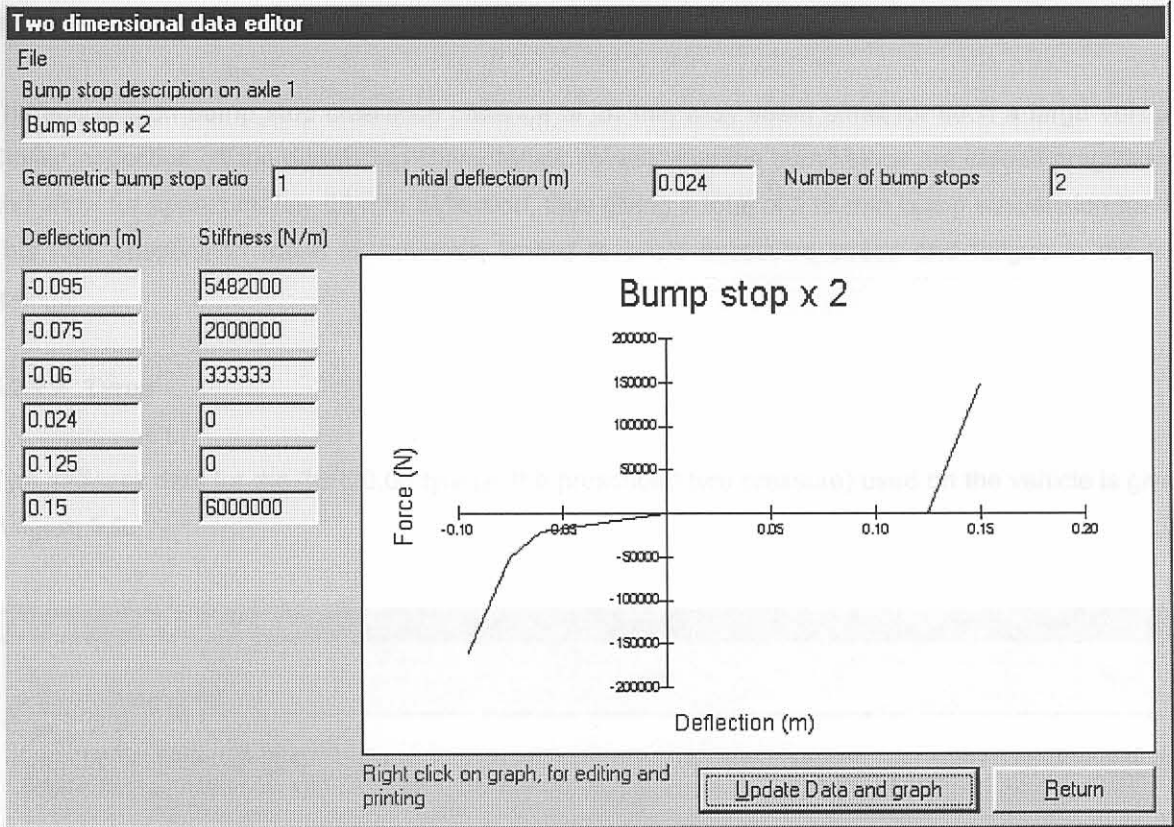 Two dimensional data editor
File
Bump stop description on axle 1
Bump stop x 2
Geometric bump stop ratio 1 Initial deflection (m) 0.024 Number of bump stops 2
Deflection (m) Stiffness (N/m)
-0.095 5482000
-0.075 2000000
-0.06 333333
0.024 0
0.125 0
0.15 6000000
Bump stop x 2
200000
150000
100000
50000
-0.10 -0.05 0.05 0.10 0.15 0.20
-50000
-100000
-150000
-200000
Force (N)
Deflection (m)
Right click on graph, for editing and
printing
Update Data and graph Return